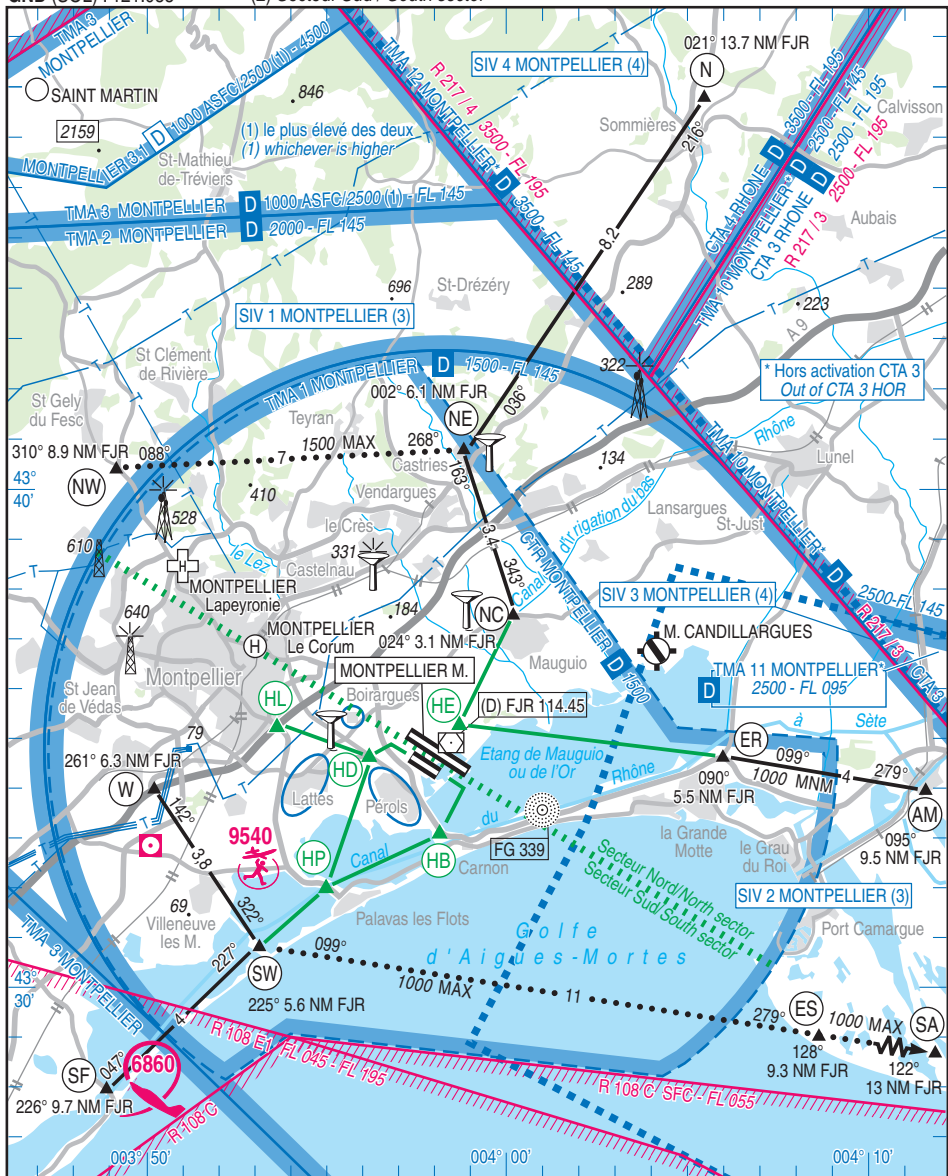 GND (SOL) : 121.
(2) Secteur Sud / South sector
TMA 3
MONTPELLIER
SAINT MARTIN
2159
MONTPELLIER 3.1 D 1000 ASFC/2500 (1) - 4500
846
(1) le plus élevé des deux
(1) whichever is higher
St-Mathieu
de-Tréviers
TMA 3 MONTPELLIER D 1000 ASFC/2500 (1) - FL 145
TMA 2 MONTPELLIER D 2000 - FL 145
TMA 12 MONTPELLIER* D 3500 - FL 145
R 217 / 4 3500 - FL 195
SIV 4 MONTPELLIER (4)
021° 13.7 NM FJR
N
216°
Sommières
8.2
036°
Calvisson
Aubais
CTA 4 RHONE D 3500 - FL 195
TMA 10 MONTPELLIER* D 2500 - FL 145
CTA 3 RHONE D 2500 - FL 195
R 217 / 3 2500 - FL 195
696
St-Drézéry
289
223
A 9
SIV 1 MONTPELLIER (3)
St Clément
de Rivière
St Gely
du Fesc
TMA 1 MONTPELLIER D 1500 - FL 145
322
* Hors activation CTA 3
Out of CTA 3 HOR
002° 6.1 NM FJR
NE
Teyran
310° 8.9 NM FJR
088°
7
1500 MAX
268°
NW
43°
40'
Castries
163°
134
Rhône
Lunel
410
Vendargues
528
le Crès
3.4
Lansargues
St-Just
TMA 10 MONTPELLIER*
D
2500-FL 145
R 217 / 3
CTA 3
610
le Lez
331
Castelnau
343°
Canal d'irrigation du bas
CTR MONTPELLIER D 1500
MONTPELLIER
Lapeyronie
184
NC
SIV 3 MONTPELLIER (4)
640
H
MONTPELLIER
Le Corum
024° 3.1 NM FJR
M. CANDILLARGUES
Montpellier
MONTPELLIER M.
Mauguio
TMA 11 MONTPELLIER*
D 2500 - FL 095
St Jean
de Védas
HL
Boirargues
HE
(D) FJR 114.45
79
à
Sète
261° 6.3 NM FJR
HD
Etang de Mauguio
ou de l'Or
ER
099°
1000 MNM
4
279°
W
142°
Lattes
Pérols
Rhône
090°
5.5 NM FJR
AM
095°
9.5 NM FJR
3.8
9540
HP
Canal
du
HB
FG 339
la Grande
Motte
le Grau
du Roi
Carnon
Secteur Nord/North sector
Secteur Sud/South sector
SIV 2 MONTPELLIER (3)
69
Villeneuve
les M.
322°
Palavas les Flots
Golfe
d'Aigues-Mortes
Port Camargue
TMA 3 MONTPELLIER
227°
099°
SW
43°
30'
1000 MAX
11
225° 5.6 NM FJR
279°
ES
1000 MAX
SA
4
R 108 E1 FL 045 - FL 195
128°
9.3 NM FJR
122°
13 NM FJR
SF
047°
6860
226° 9.7 NM FJR
R 108 C
R 108 C SFC - FL 055
003° 50'
004° 00'
004° 10'